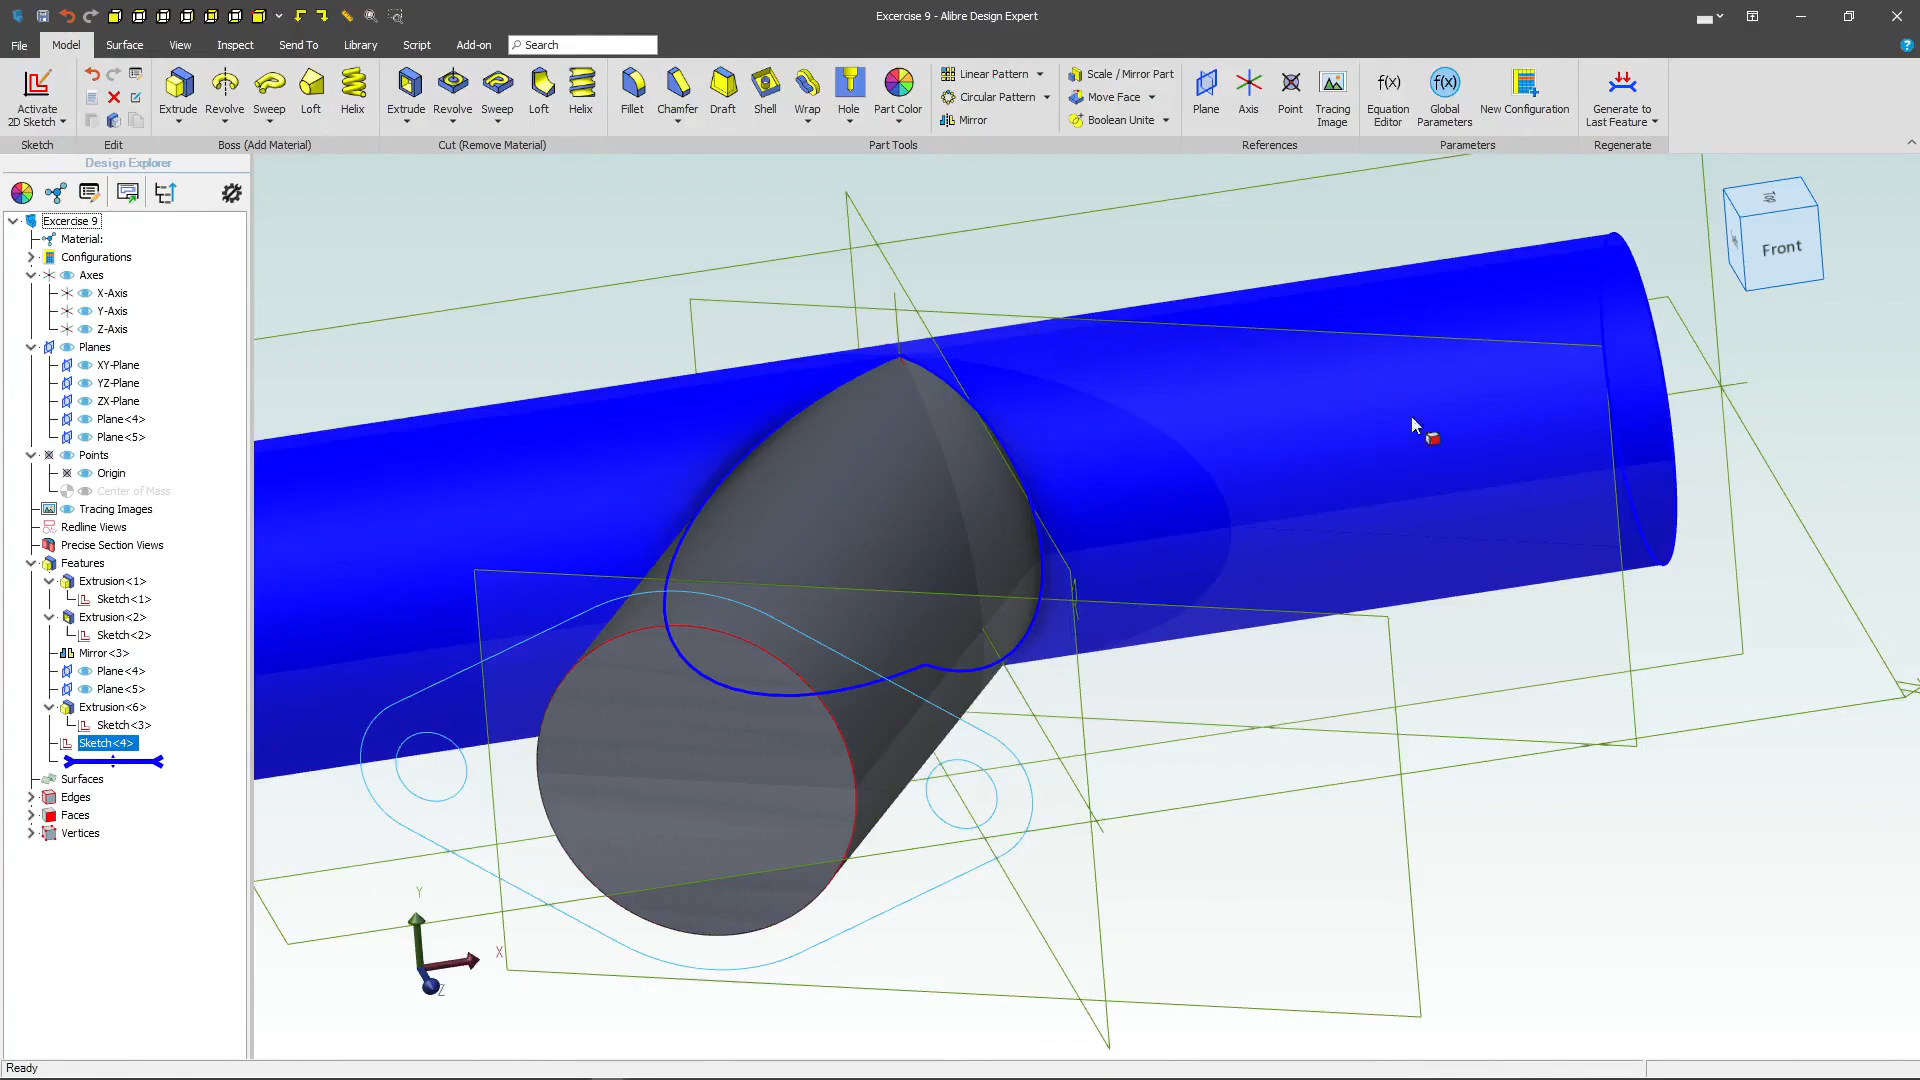 Excercise 9 - Alibre Design Expert
File Model Surface View Inspect Send To Library Script Add-on Search
Activate 2D Sketch Extrude Revolve Sweep Loft Helix Extrude Revolve Sweep Loft Helix Fillet Chamfer Draft Shell Wrap Hole Part Color
Linear Pattern Scale / Mirror Part
Circular Pattern Move Face
Mirror Boolean Unite
Plane Axis Point Tracing Image Equation Editor Global Parameters New Configuration Generate to Last Feature
Sketch Edit Boss (Add Material) Cut (Remove Material) Part Tools References Parameters Regenerate
Design Explorer
Excercise 9
Material:
Configurations
Axes
X-Axis
Y-Axis
Z-Axis
Planes
XY-Plane
YZ-Plane
ZX-Plane
Plane<4>
Plane<5>
Points
Origin
Center of Mass
Tracing Images
Redline Views
Precise Section Views
Features
Extrusion<1>
Sketch<1>
Extrusion<2>
Sketch<2>
Mirror<3>
Plane<4>
Plane<5>
Extrusion<6>
Sketch<3>
Sketch<4>
Surfaces
Edges
Faces
Vertices
Top
Front
Y
X
Z
Ready